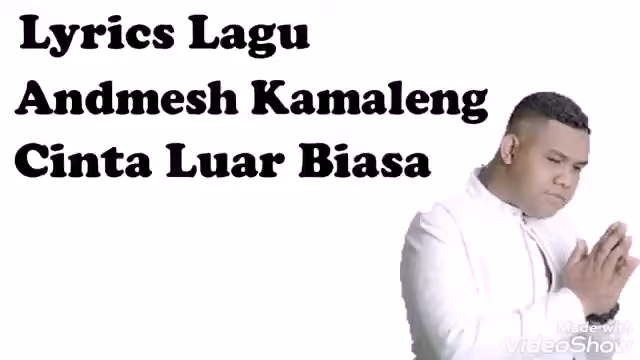 Lyrics Lagu
Andmesh Kamaleng
Cinta Luar Biasa
Made with
VideoShow